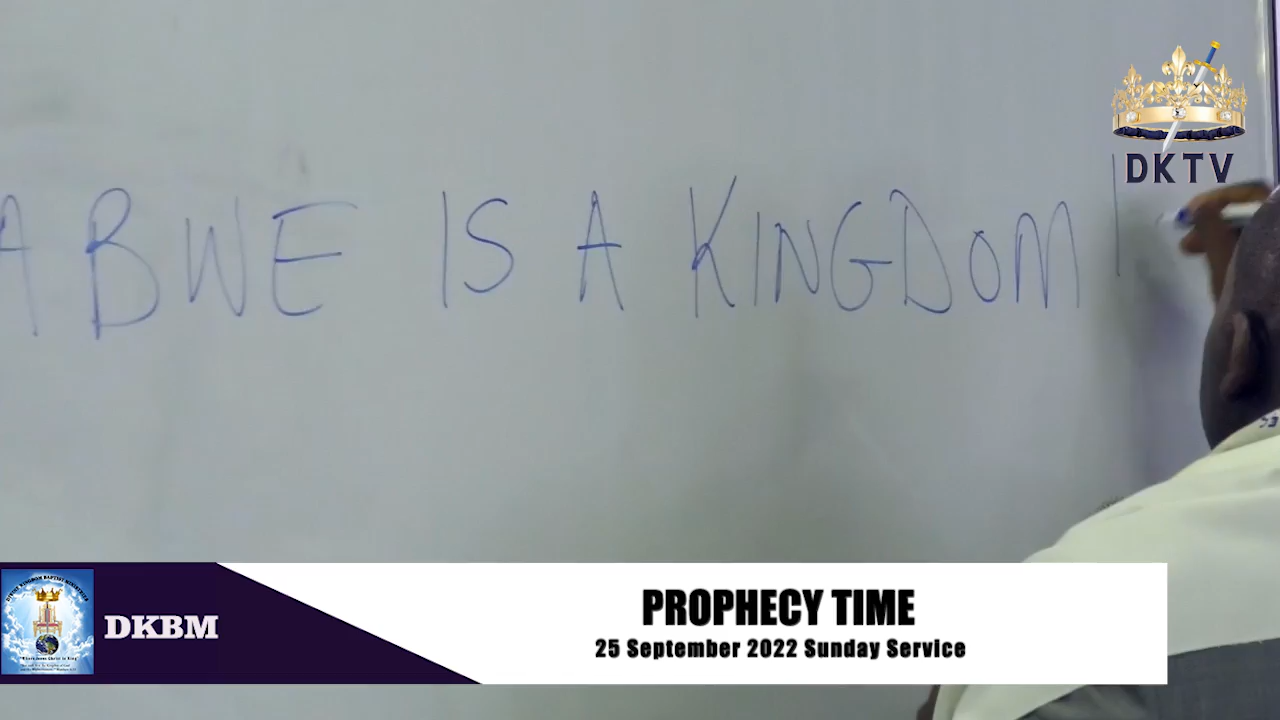 DKTV
ABWE IS A KINGDOM
DKBM
PROPHECY TIME
25 September 2022 Sunday Service